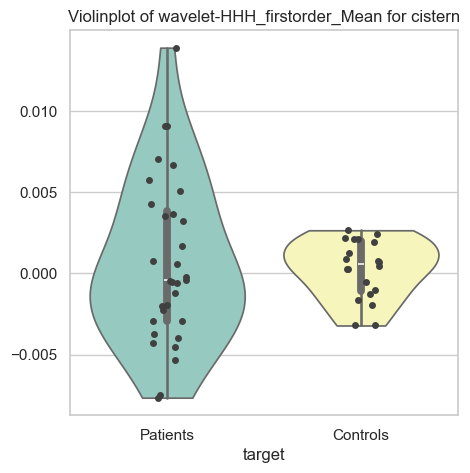 Violinplot of wavelet-HHH_firstorder_Mean for cistern
0.010
0.005
0.000
−0.005
Patients Controls
target